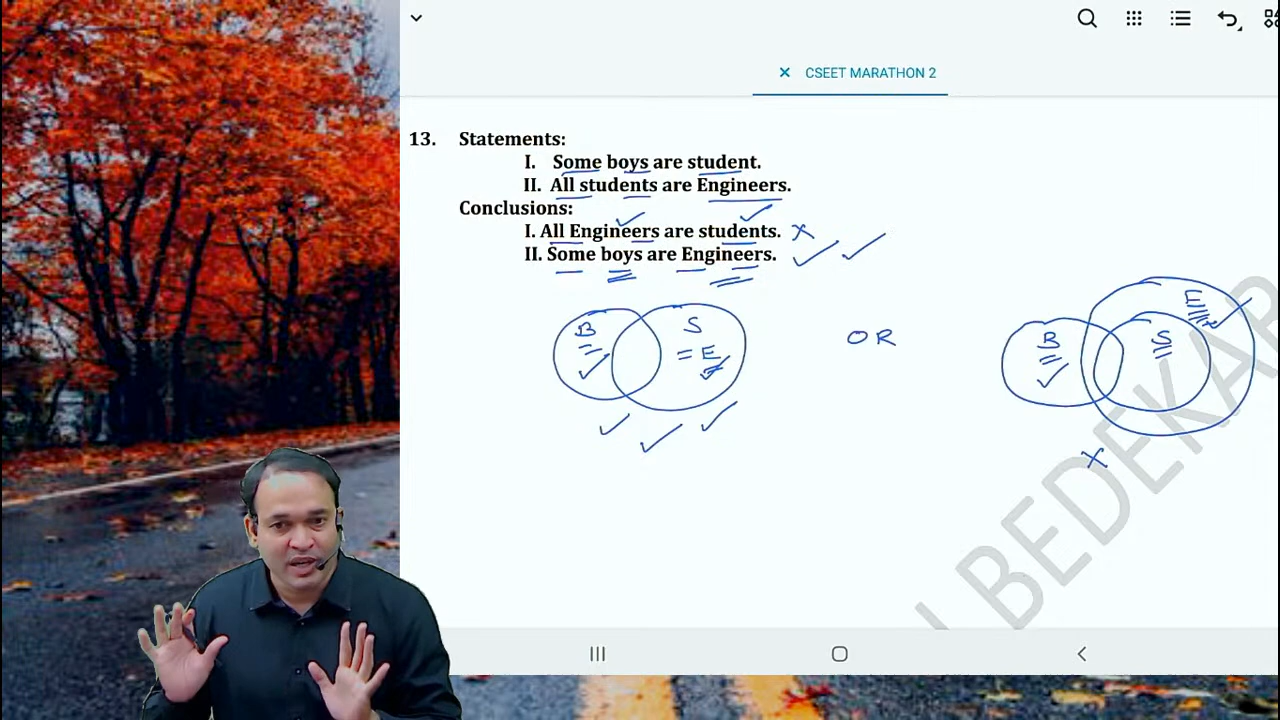 CSEET MARATHON 2
13. Statements:
I. Some boys are student.
II. All students are Engineers.
Conclusions:
I. All Engineers are students.
II. Some boys are Engineers.
B S = E
OR
B S E
BEDEKAR